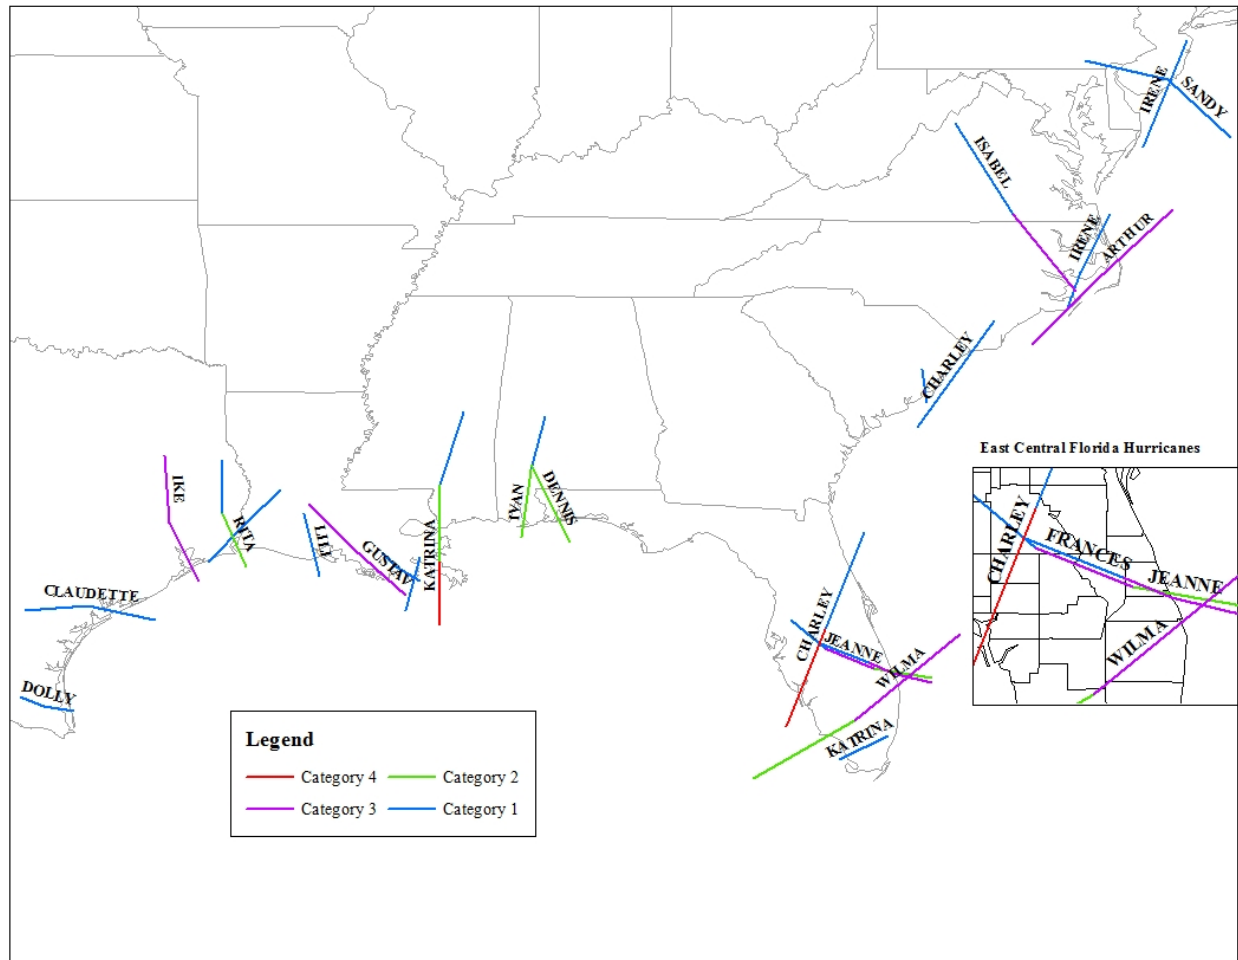 IRENE
SANDY
ISABEL
IRENE
ARTHUR
CHARLEY
East Central Florida Hurricanes
CHARLEY
FRANCES
JEANNE
WILMA
IKE
RITA
LILI
GUSTAV
KATRINA
IVAN
DENNIS
CLAUDETTE
DOLLY
CHARLEY
JEANNE
WILMA
KATRINA
Legend
Category 4
Category 2
Category 3
Category 1